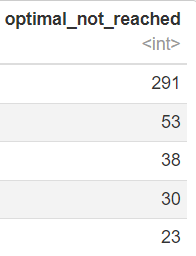 optimal_not_reached
<int>
291
53
38
30
23